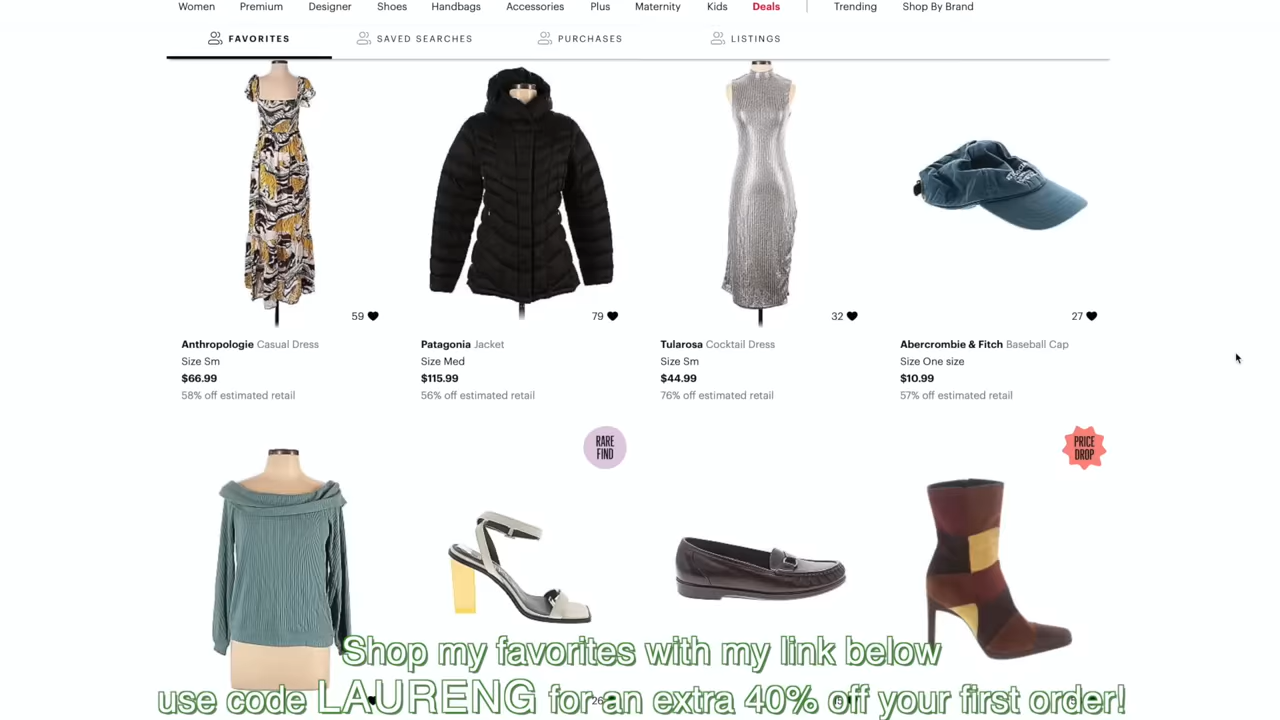 Women Premium Designer Shoes Handbags Accessories Plus Maternity Kids Deals Trending Shop By Brand
FAVORITES SAVED SEARCHES PURCHASES LISTINGS
59 79 32 27
Anthropologie Casual Dress
Size Sm
$66.99
58% off estimated retail
Patagonia Jacket
Size Med
$115.99
56% off estimated retail
Tularosa Cocktail Dress
Size Sm
$44.99
76% off estimated retail
Abercrombie & Fitch Baseball Cap
Size One size
$10.99
57% off estimated retail
RARE
FIND
PRICE
DROP
Shop my favorites with my link below
use code LAURENG for an extra 40% off your first order!
26